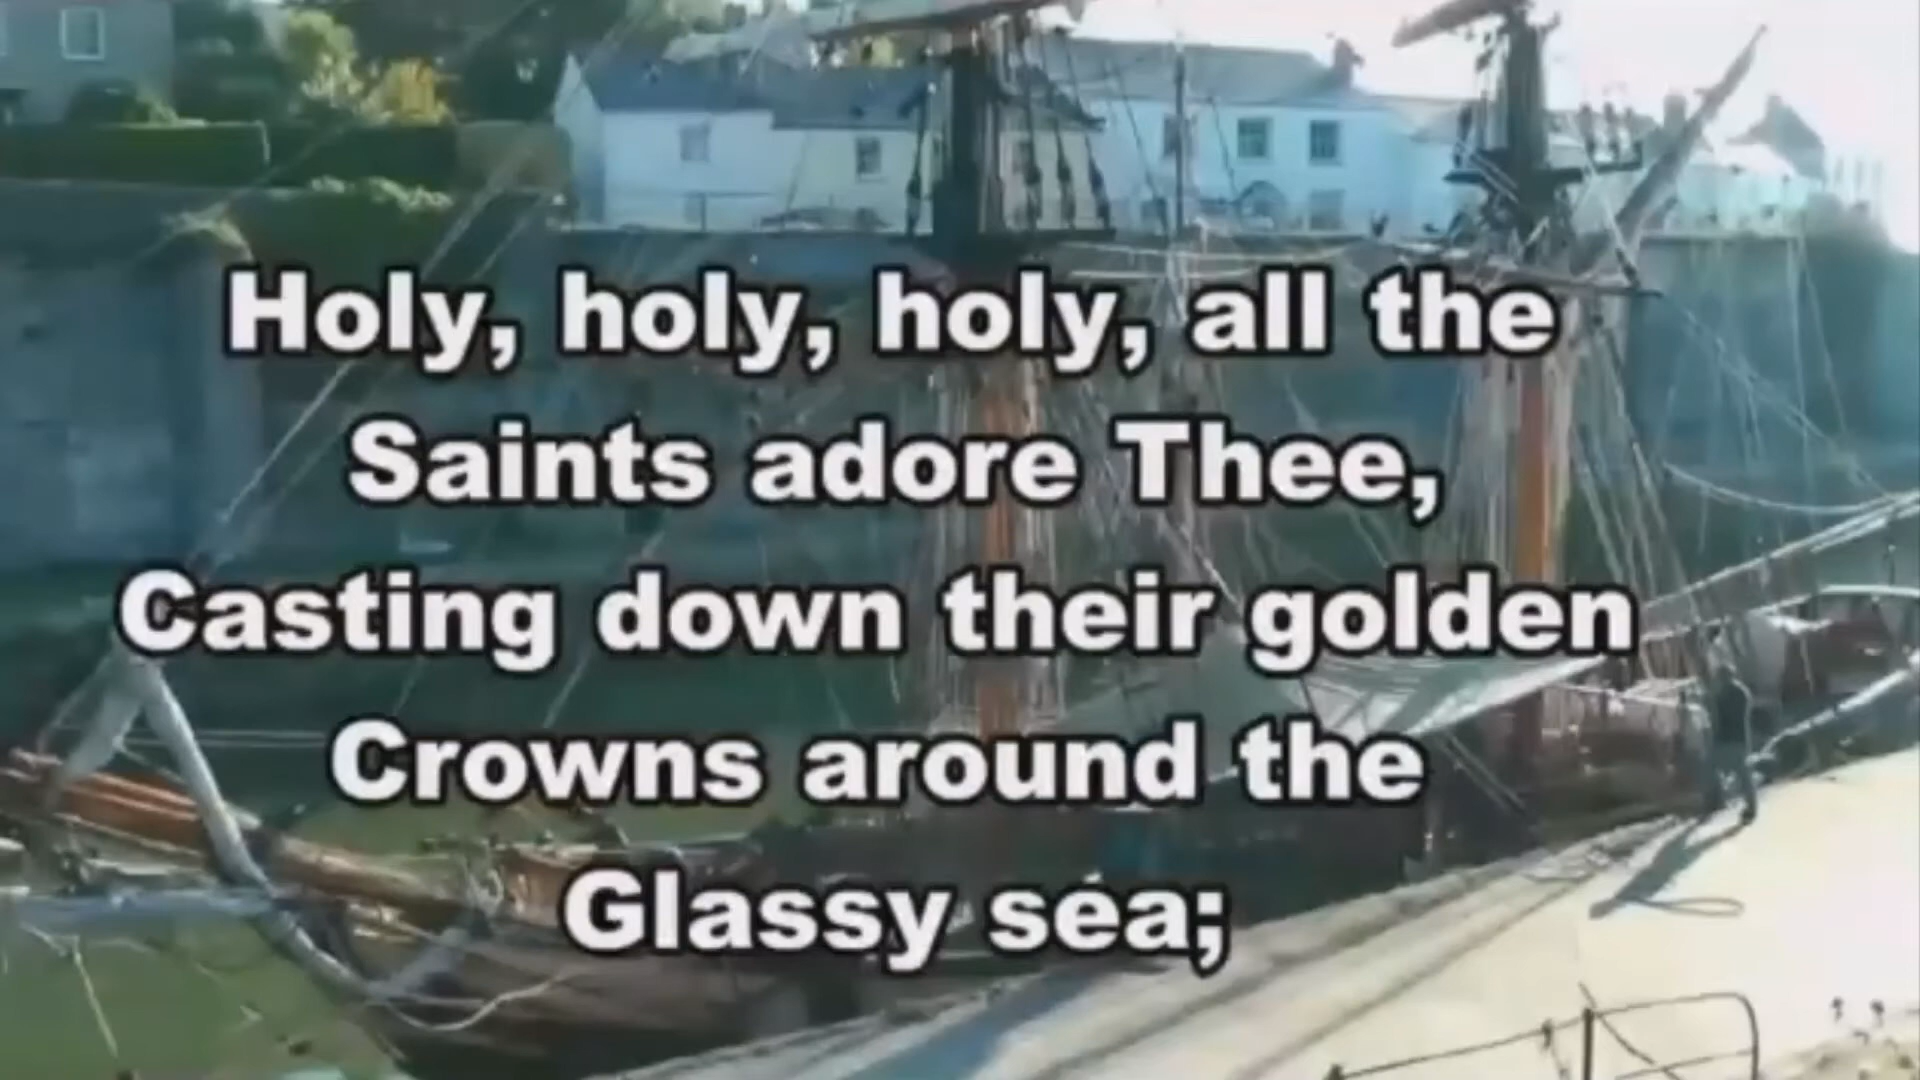 Holy, holy, holy, all the
Saints adore Thee,
Casting down their golden
Crowns around the
Glassy sea;